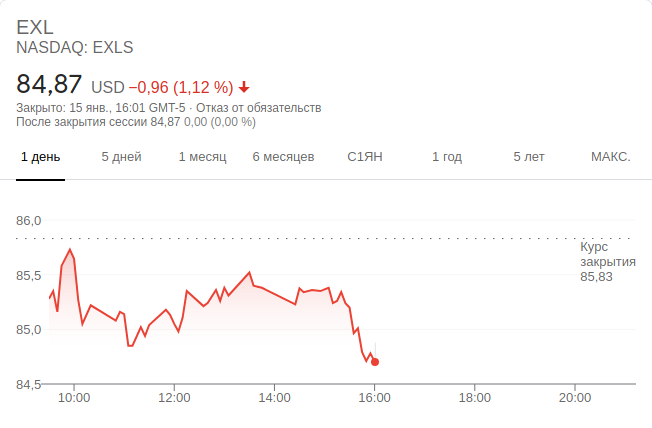 EXL
NASDAQ: EXLS
84,87 USD −0,96 (1,12 %)
Закрыто: 15 янв., 16:01 GMT-5 · Отказ от обязательств
После закрытия сессии 84,87 0,00 (0,00 %)
1 день 5 дней 1 месяц 6 месяцев С1ЯН 1 год 5 лет МАКС.
86,0
Курс
закрытия
85,83
85,5
85,0
84,5
10:00 12:00 14:00 16:00 18:00 20:00